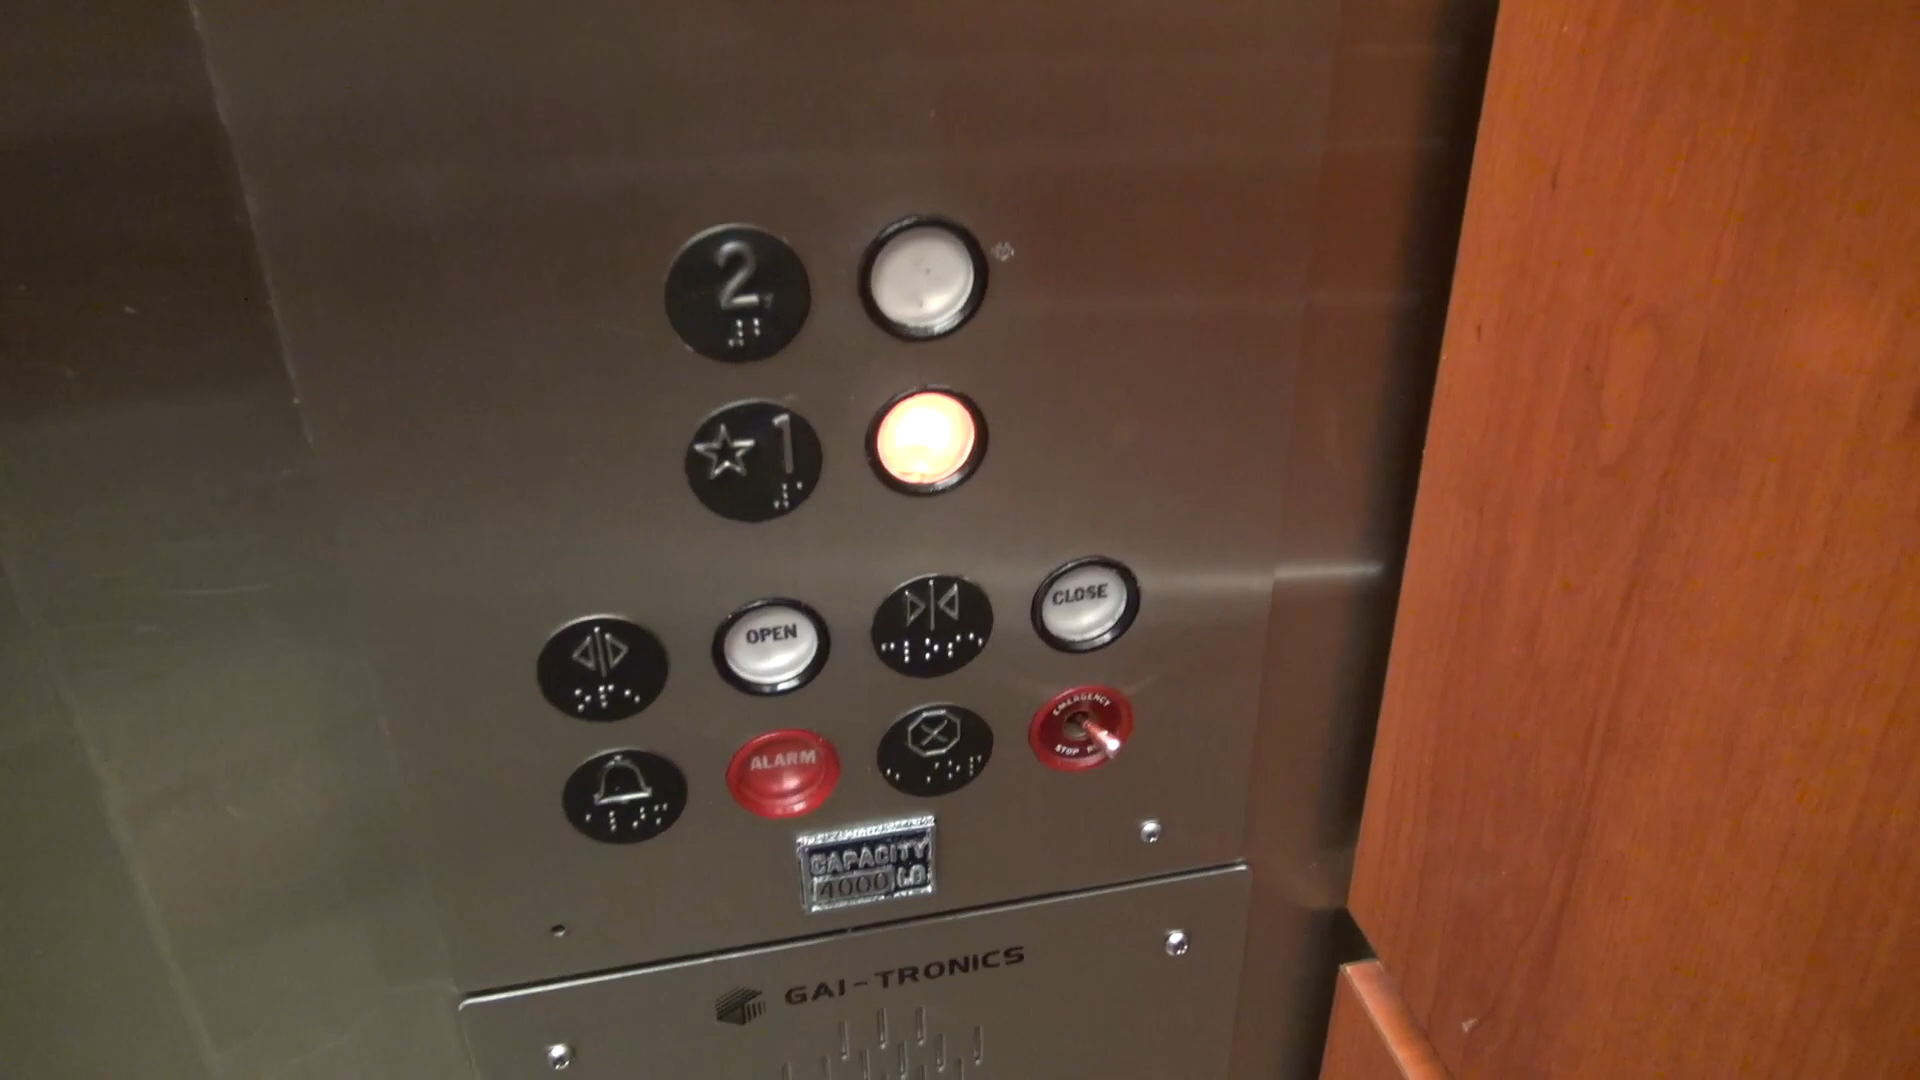 2
☆1
OPEN
CLOSE
ALARM
EMERGENCY
STOP
CAPACITY
4000 LB
GAI-TRONICS